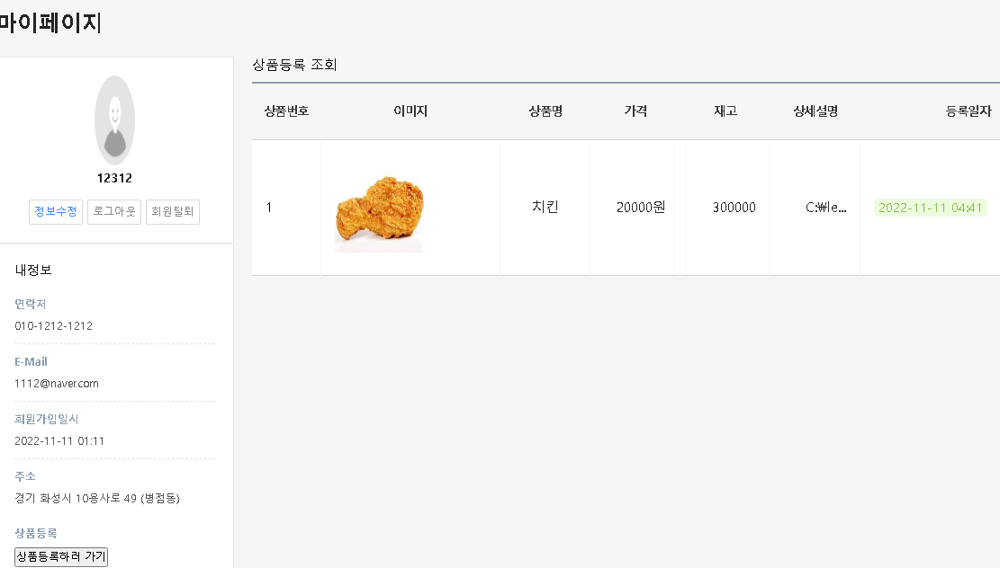 마이페이지
12312
정보수정 로그아웃 회원탈퇴
내정보
연락처
010-1212-1212
E-Mail
1112@naver.com
회원가입일시
2022-11-11 01:11
주소
경기 화성시 10용사로 49 (병점동)
상품등록
상품등록하러 가기
상품등록 조회
상품번호 이미지 상품명 가격 재고 상세설명 등록일자
1 치킨 20000원 300000 C:₩le... 2022-11-11 04:41